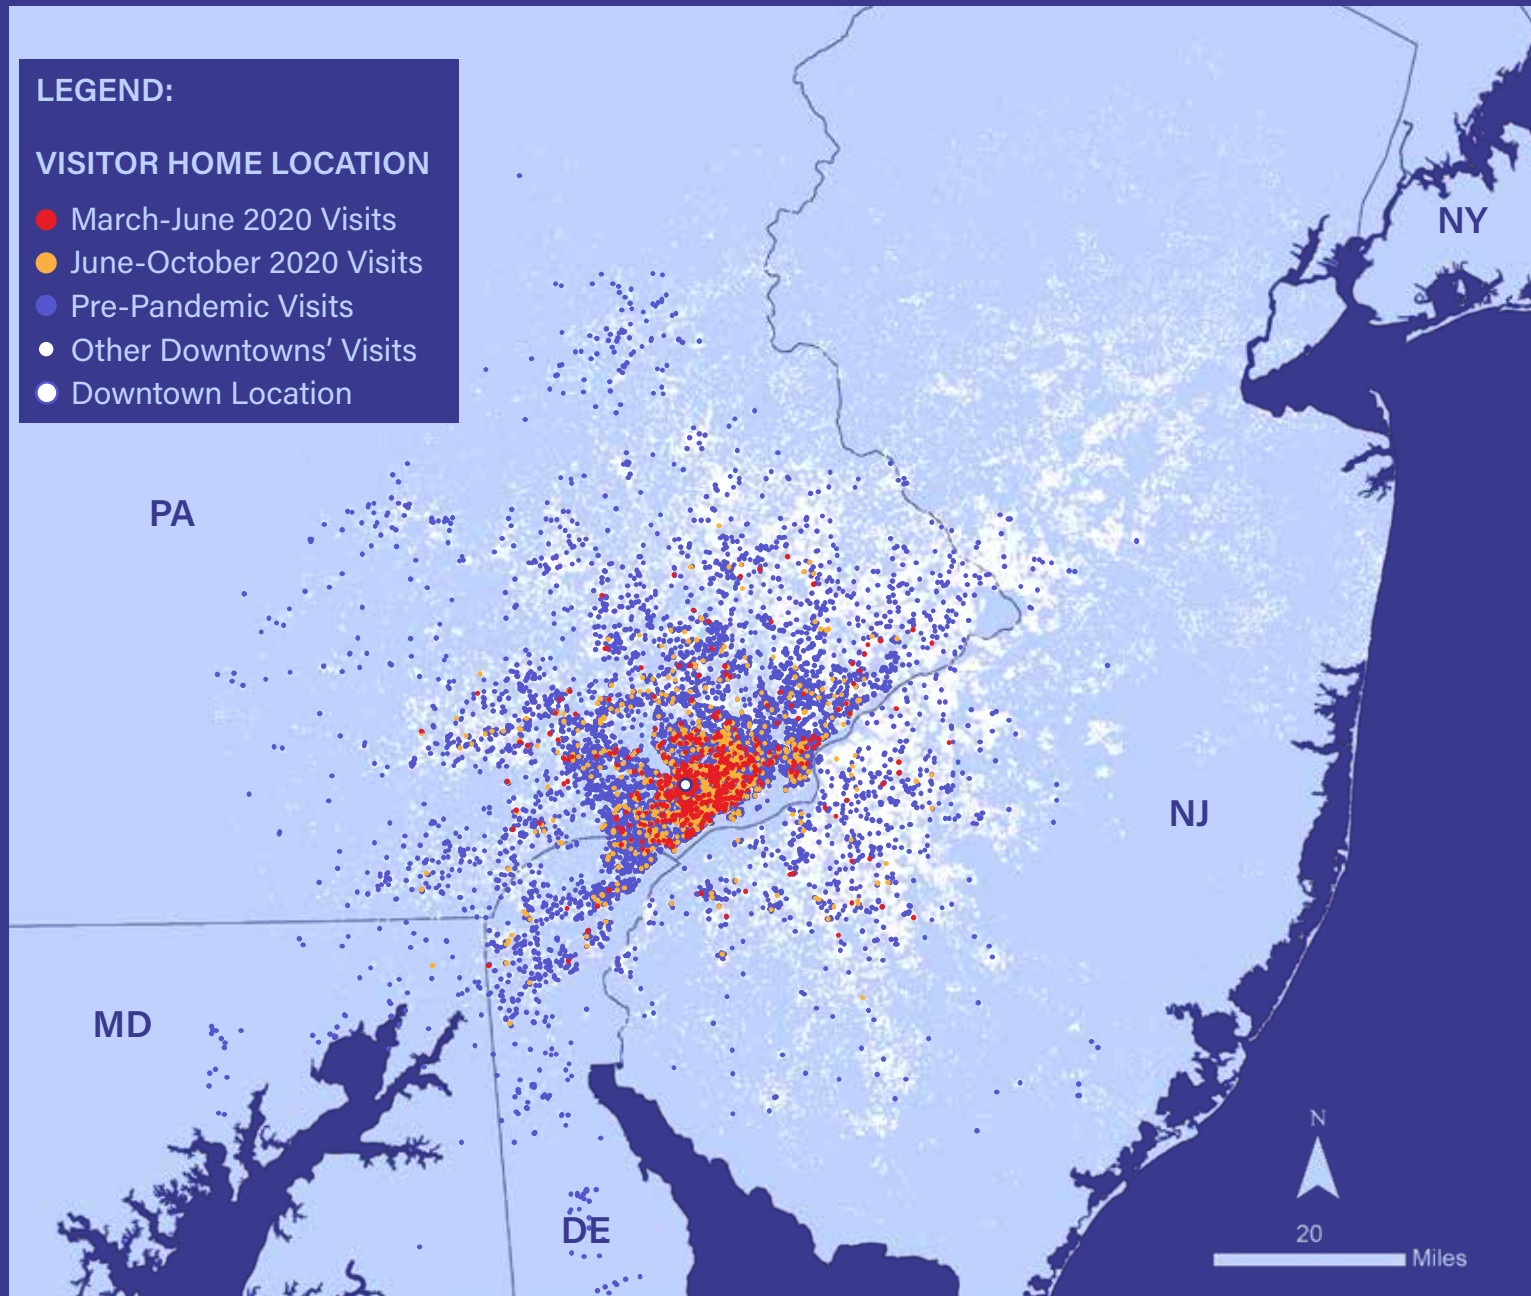 LEGEND:
VISITOR HOME LOCATION
March-June 2020 Visits
June-October 2020 Visits
Pre-Pandemic Visits
Other Downtowns’ Visits
Downtown Location
NY
PA
NJ
MD
N
DE
20
Miles